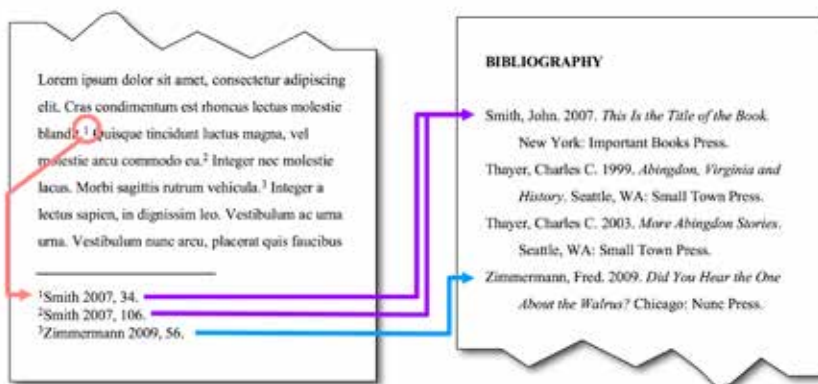 Lorem ipsum dolor sit amet, consectetur adipiscing
elit. Cras condimentum est rhoncus lectus molestie
blandit.¹ Quisque tincidunt luctus magna, vel
molestie arcu commodo eu.² Integer nec molestie
lacus. Morbi sagittis rutrum vehicula.³ Integer a
lectus sapien, in dignissim leo. Vestibulum ac urna
urna. Vestibulum nunc arcu, placerat quis faucibus
¹Smith 2007, 34.
²Smith 2007, 106.
³Zimmermann 2009, 56.
BIBLIOGRAPHY
Smith, John. 2007. This Is the Title of the Book.
New York: Important Books Press.
Thayer, Charles C. 1999. Abingdon, Virginia and
History. Seattle, WA: Small Town Press.
Thayer, Charles C. 2003. More Abingdon Stories.
Seattle, WA: Small Town Press.
Zimmermann, Fred. 2009. Did You Hear the One
About the Walrus? Chicago: Nunc Press.